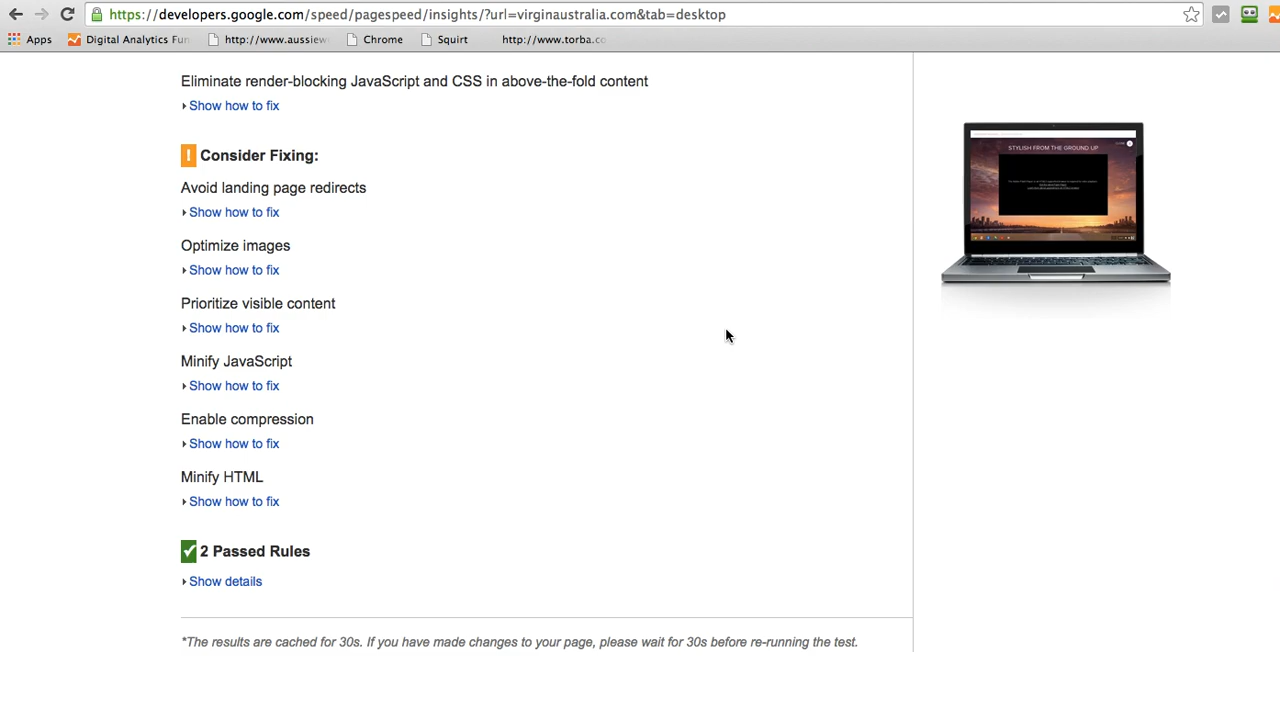 https://developers.google.com/speed/pagespeed/insights/?url=virginaustralia.com&tab=desktop
Apps Digital Analytics Fun http://www.aussiew Chrome Squirt http://www.torba.co
Eliminate render-blocking JavaScript and CSS in above-the-fold content
Show how to fix
! Consider Fixing:
Avoid landing page redirects
Show how to fix
Optimize images
Show how to fix
Prioritize visible content
Show how to fix
Minify JavaScript
Show how to fix
Enable compression
Show how to fix
Minify HTML
Show how to fix
2 Passed Rules
Show details
*The results are cached for 30s. If you have made changes to your page, please wait for 30s before re-running the test.
STYLISH FROM THE GROUND UP